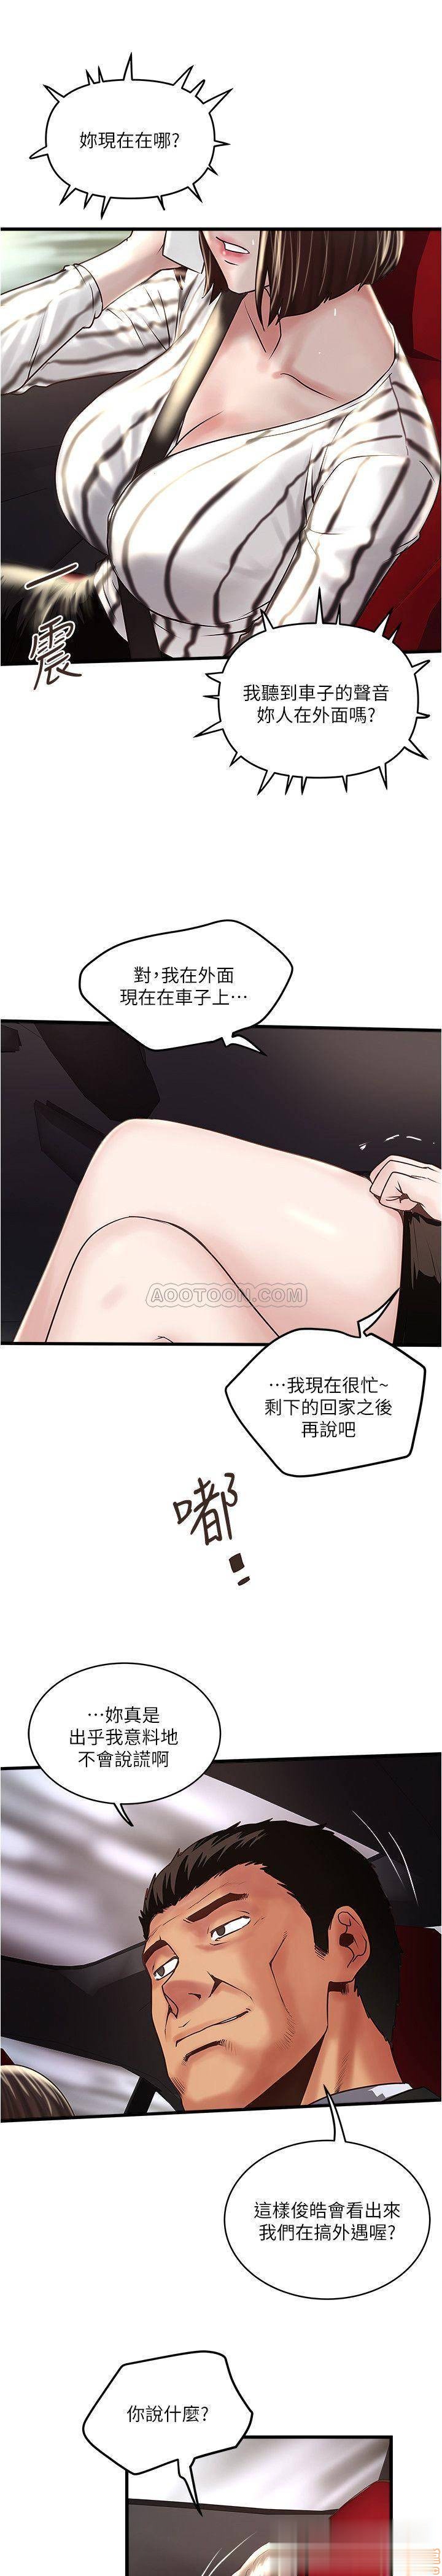 妳現在在哪?
震
我聽到車子的聲音
妳人在外面嗎?
對,我在外面
現在在車子上⋯
AOOTOON.COM
⋯我現在很忙~
剩下的回家之後
再說吧
嘟
⋯妳真是
出乎我意料地
不會說謊啊
這樣俊皓會看出來
我們在搞外遇喔?
你說什麼?